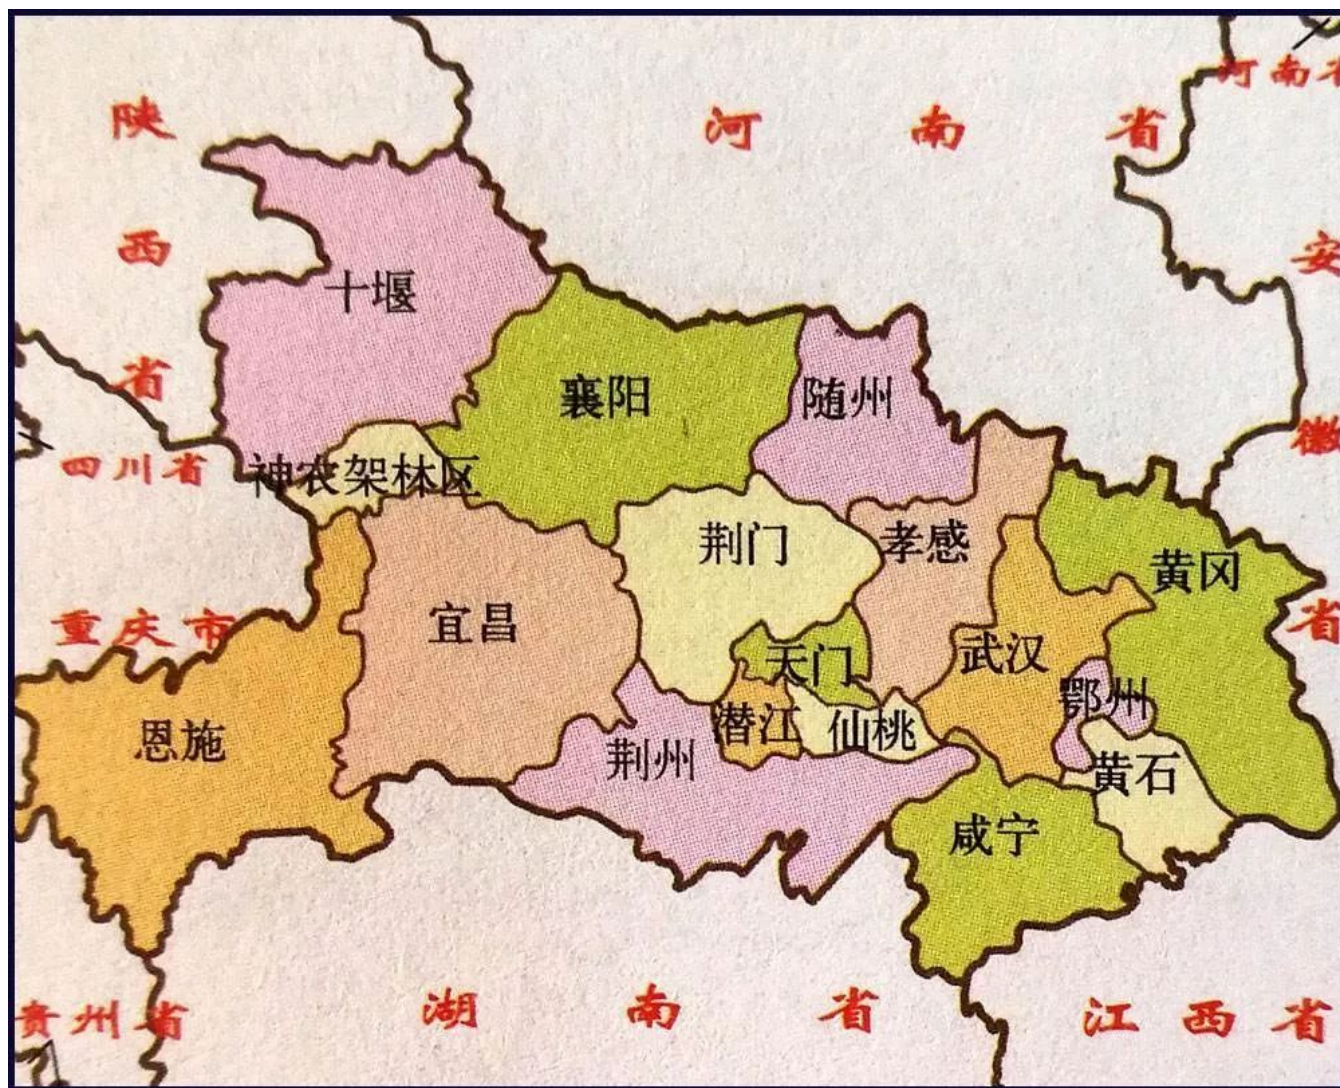 河南省
陕西省
河南省
安徽省
十堰
襄阳
随州
四川省
神农架林区
荆门
孝感
黄冈
重庆市
宜昌
天门
武汉
鄂州
恩施
潜江
仙桃
荆州
黄石
咸宁
贵州省
湖南省
江西省